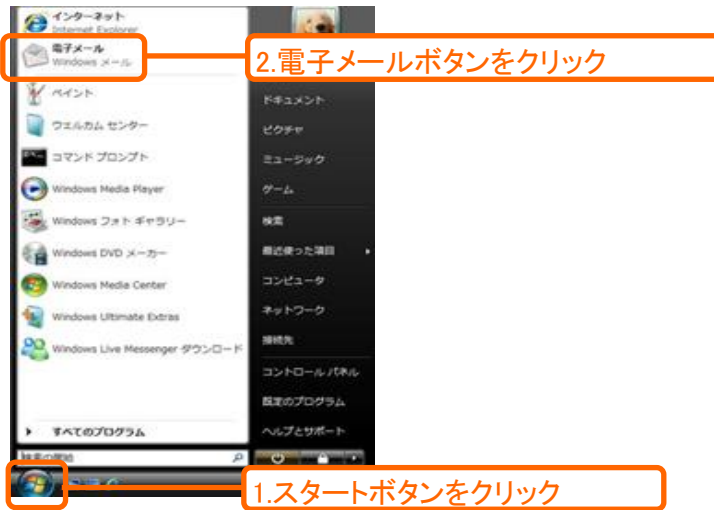 インターネット
Internet Explorer
電子メール
Windows メール
2.電子メールボタンをクリック
ペイント
ウェルカム センター
コマンド プロンプト
Windows Media Player
Windows フォト ギャラリー
Windows DVD メーカー
Windows Media Center
Windows Ultimate Extras
Windows Live Messenger ダウンロード
すべてのプログラム
検索の開始
ドキュメント
ピクチャ
ミュージック
ゲーム
検索
最近使った項目
コンピュータ
ネットワーク
接続先
コントロール パネル
既定のプログラム
ヘルプとサポート
1.スタートボタンをクリック